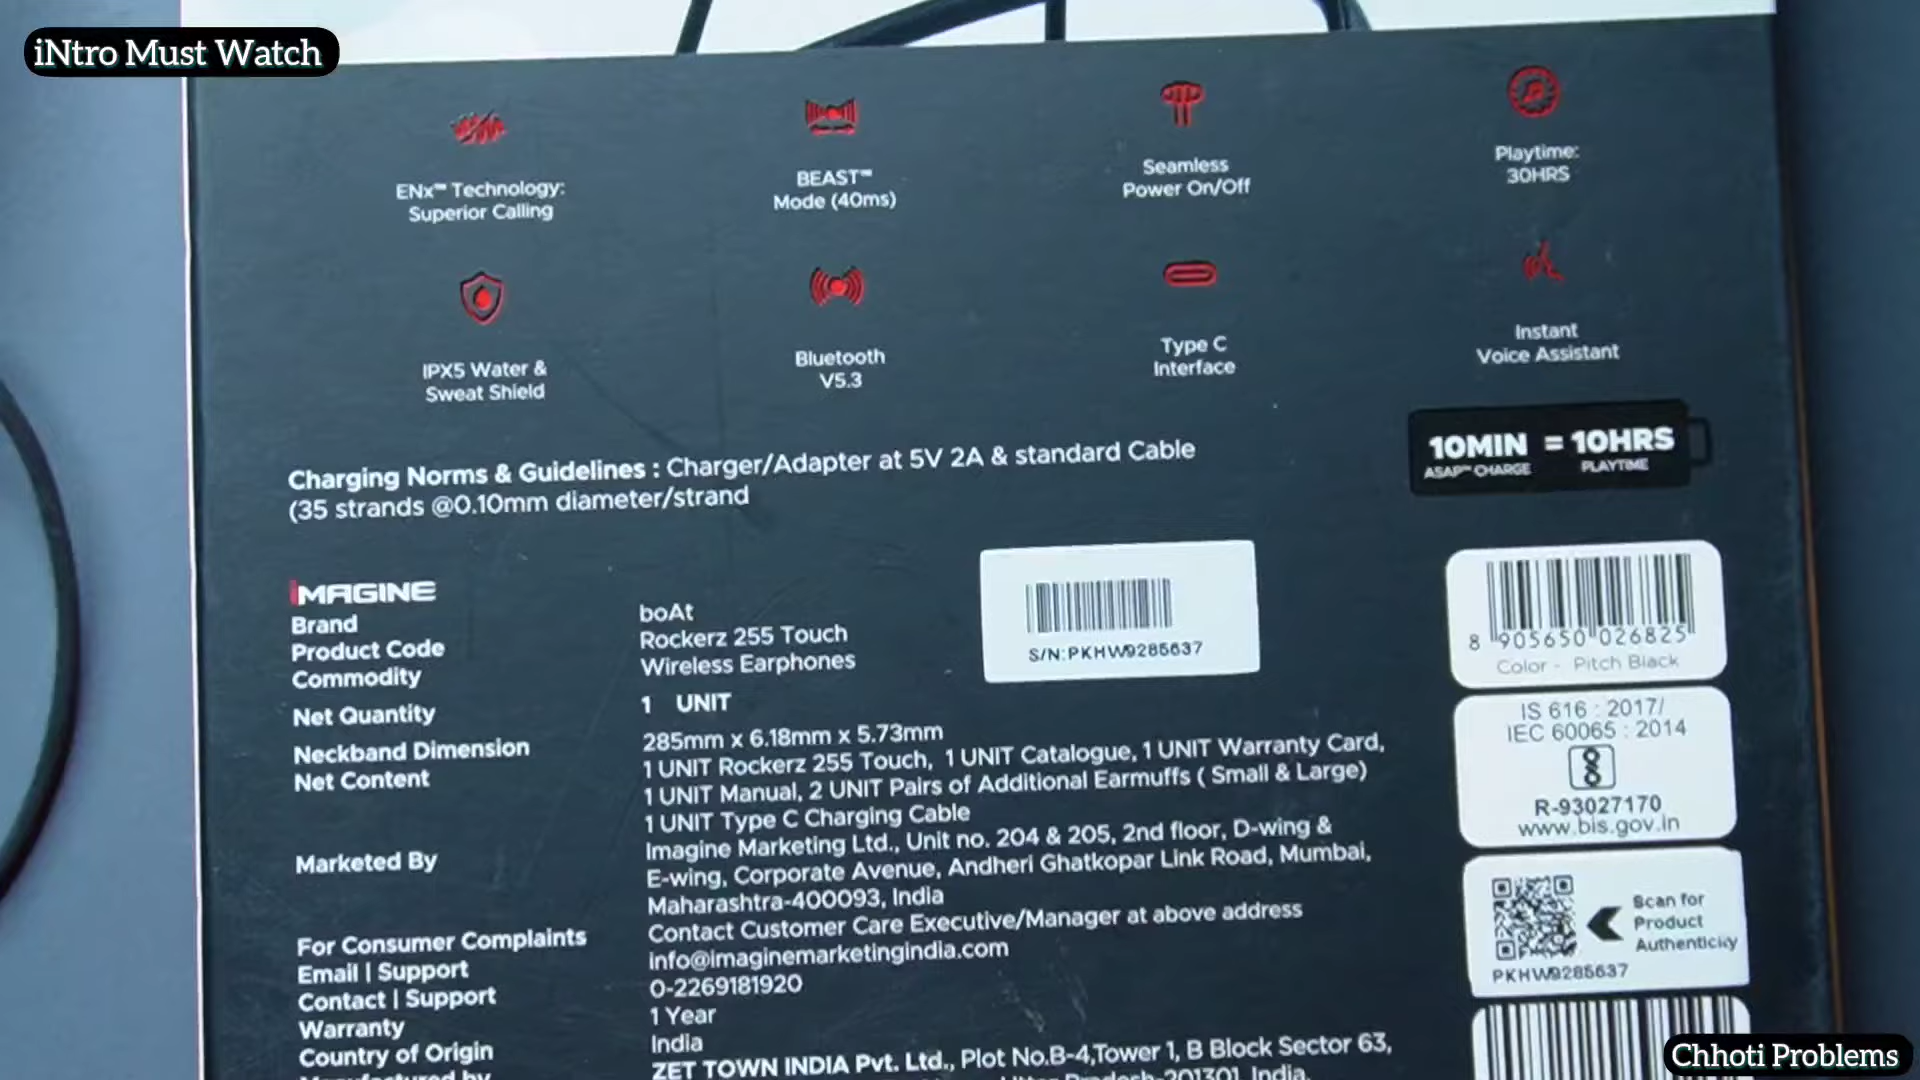 iNtro Must Watch
ENx™ Technology:
Superior Calling
BEAST™
Mode (40ms)
Seamless
Power On/Off
Playtime:
30HRS
IPX5 Water &
Sweat Shield
Bluetooth
V5.3
Type C
Interface
Instant
Voice Assistant
Charging Norms & Guidelines : Charger/Adapter at 5V 2A & standard Cable
(35 strands @0.10mm diameter/strand
10MIN = 10HRS
ASAP™ CHARGE PLAYTIME
iMAGINE
Brand boAt
Product Code Rockerz 255 Touch
Commodity Wireless Earphones
Net Quantity 1 UNIT
Neckband Dimension 285mm x 6.18mm x 5.73mm
Net Content 1 UNIT Rockerz 255 Touch, 1 UNIT Catalogue, 1 UNIT Warranty Card,
1 UNIT Manual, 2 UNIT Pairs of Additional Earmuffs ( Small & Large)
1 UNIT Type C Charging Cable
Marketed By Imagine Marketing Ltd., Unit no. 204 & 205, 2nd floor, D-wing &
E-wing, Corporate Avenue, Andheri Ghatkopar Link Road, Mumbai,
Maharashtra-400093, India
For Consumer Complaints Contact Customer Care Executive/Manager at above address
Email | Support info@imaginemarketingindia.com
Contact | Support 0-2269181920
Warranty 1 Year
Country of Origin India
Manufactured by ZET TOWN INDIA Pvt. Ltd., Plot No.B-4,Tower 1, B Block Sector 63,
Pradesh-201301, India.
S/N:PKHW9285637
8 905650 026825
Color - Pitch Black
IS 616 : 2017/
IEC 60065 : 2014
R-93027170
www.bis.gov.in
Scan for
Product
Authenticity
PKHW9285637
Chhoti Problems